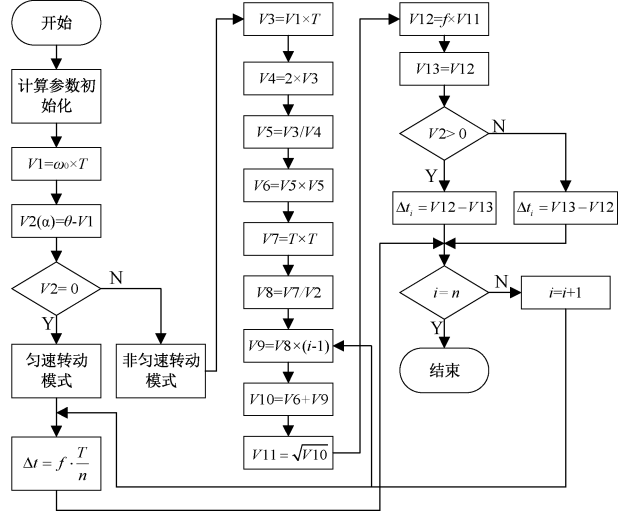 开始
计算参数初
始化
V1=ω₀×T
V2(α)=θ-V1
V2= 0
N
Y
匀速转动
模式
非匀速转动
模式
Δt = f · T/n
V3=V1×T
V4=2×V3
V5=V3/V4
V6=V5×V5
V7=T×T
V8=V7/V2
V9=V8×(i-1)
V10=V6+V9
V11 = √V10
V12=f×V11
V13=V12
V2> 0
N
Y
Δtᵢ = V12−V13
Δtᵢ = V13−V12
i = n
N
i=i+1
Y
结束